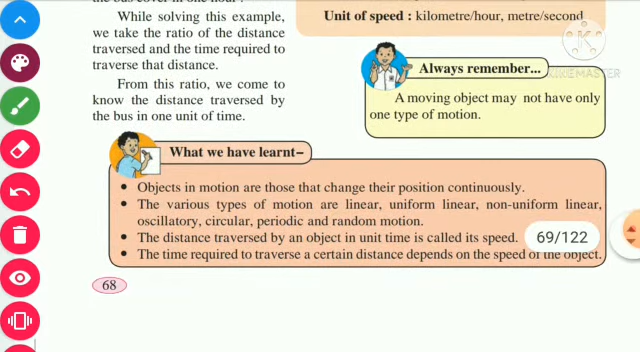 While solving this example,
we take the ratio of the distance
traversed and the time required to
traverse that distance.
From this ratio, we come to
know the distance traversed by
the bus in one unit of time.
Unit of speed : kilometre/hour, metre/second
KINEMASTER
Always remember...
A moving object may not have only
one type of motion.
What we have learnt–
• Objects in motion are those that change their position continuously.
• The various types of motion are linear, uniform linear, non-uniform linear,
oscillatory, circular, periodic and random motion.
• The distance traversed by an object in unit time is called its speed.
69/122
• The time required to traverse a certain distance depends on the speed of the object.
68